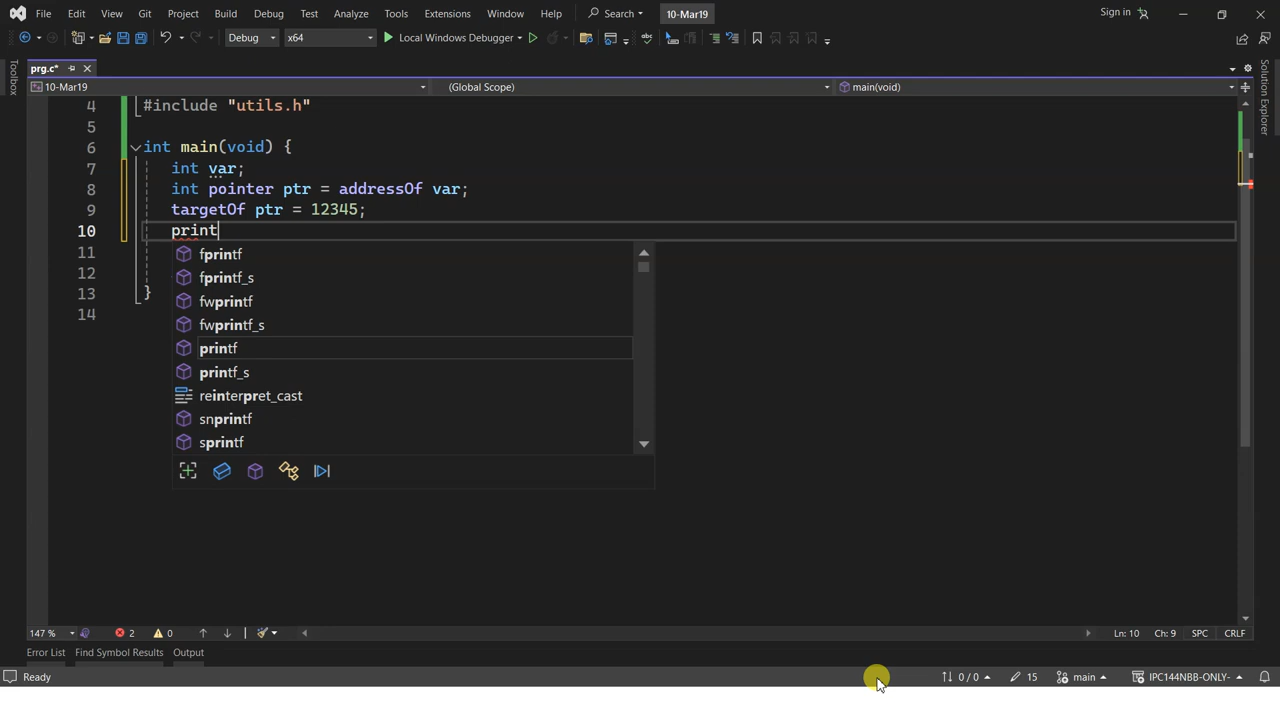 File Edit View Git Project Build Debug Test Analyze Tools Extensions Window Help Search 10-Mar19 Sign in
Debug x64 Local Windows Debugger
prg.c*
10-Mar19 (Global Scope) main(void)
Toolbox
Solution Explorer
4 #include "utils.h"
5
6 int main(void) {
7 int var;
8 int pointer ptr = addressOf var;
9 targetOf ptr = 12345;
10 print
11
12
13 }
14
fprintf
fprintf_s
fwprintf
fwprintf_s
printf
printf_s
reinterpret_cast
snprintf
sprintf
147 % 2 0 Ln: 10 Ch: 9 SPC CRLF
Error List Find Symbol Results Output
Ready 0 / 0 15 main IPC144NBB-ONLY-